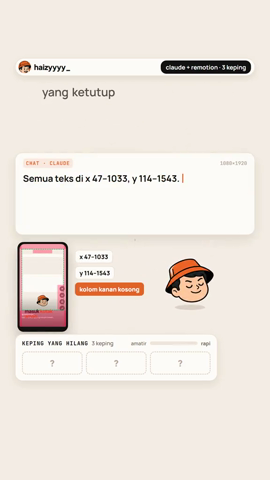 haizyyyy_
claude + remotion · 3 keping
yang ketutup
CHAT · CLAUDE
1080×1920
Semua teks di x 47–1033, y 114–1543.
x 47–1033
y 114–1543
kolom kanan kosong
KEPING YANG HILANG 3 keping
amatir
rapi
?
?
?